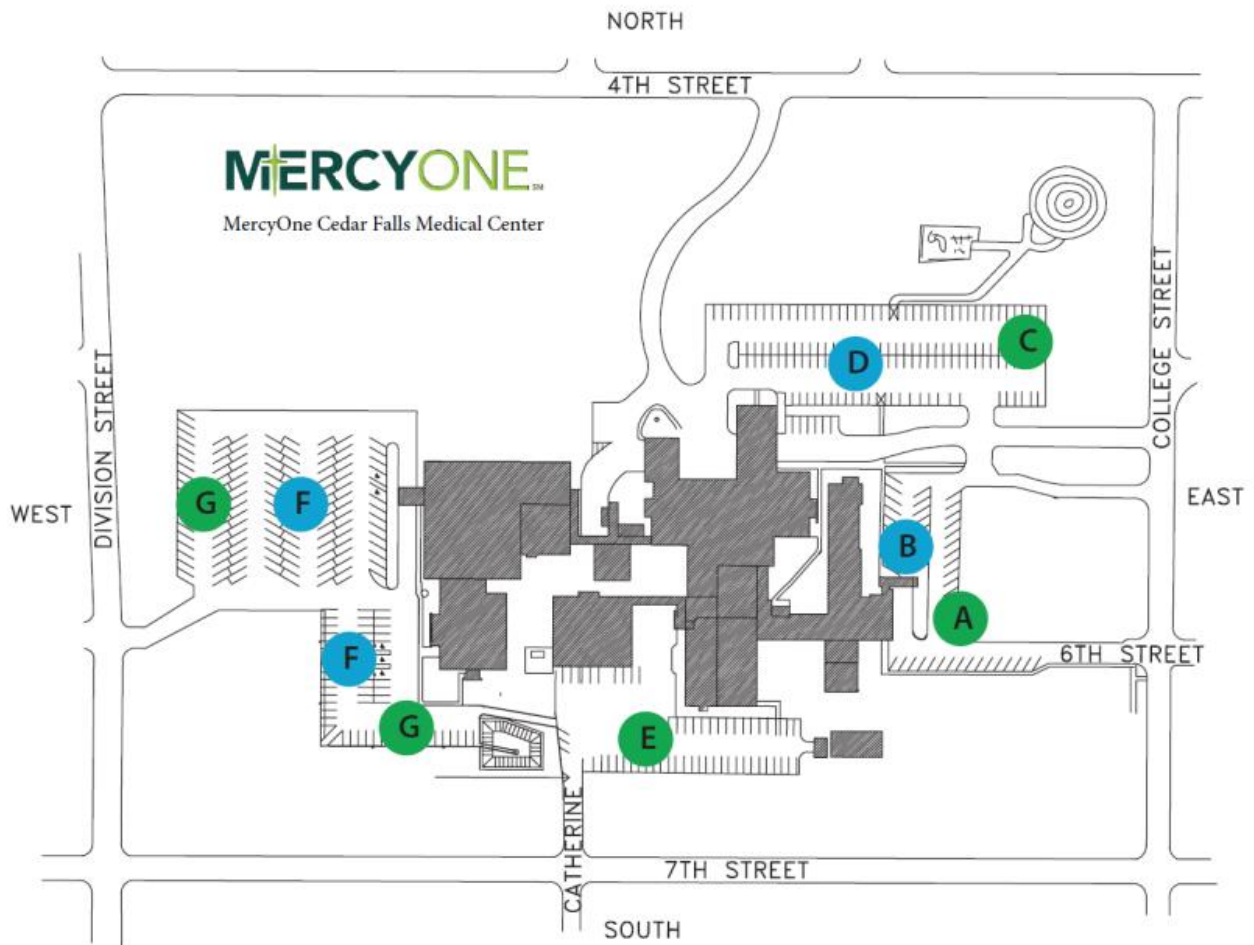 NORTH
4TH STREET
MERCYONE SM
MercyOne Cedar Falls Medical Center
COLLEGE STREET
C
D
DIVISION STREET
G
F
WEST
EAST
B
A
6TH STREET
F
G
E
CATHERINE
7TH STREET
SOUTH